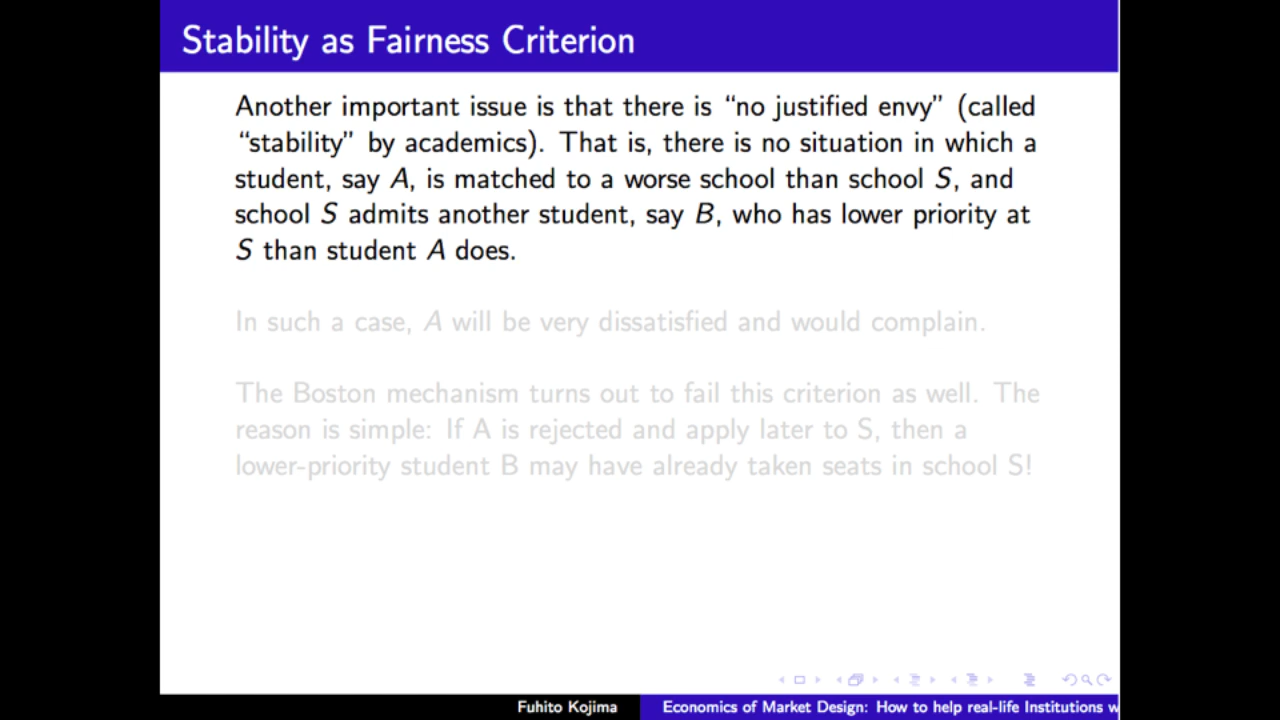 Stability as Fairness Criterion
Another important issue is that there is “no justified envy” (called
“stability” by academics). That is, there is no situation in which a
student, say A, is matched to a worse school than school S, and
school S admits another student, say B, who has lower priority at
S than student A does.
In such a case, A will be very dissatisfied and would complain.
The Boston mechanism turns out to fail this criterion as well. The
reason is simple: If A is rejected and apply later to S, then a
lower-priority student B may have already taken seats in school S!
Fuhito Kojima
Economics of Market Design: How to help real-life Institutions w